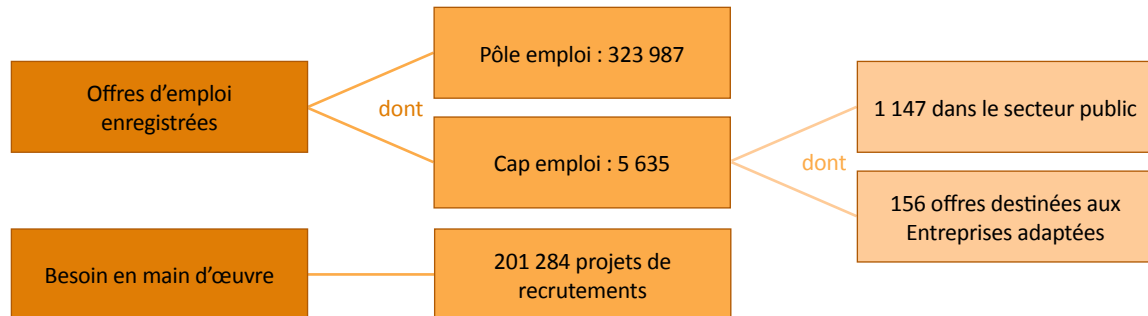 Offres d’emploi
enregistrées
dont
Pôle emploi : 323 987
Cap emploi : 5 635
dont
1 147 dans le secteur public
156 offres destinées aux
Entreprises adaptées
Besoin en main d’œuvre
201 284 projets de
recrutements